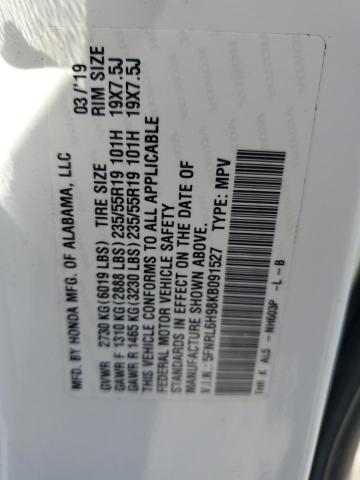 MFD. BY HONDA MFG. OF ALABAMA, LLC 03/'19
GVWR 2730 KG (6019 LBS) TIRE SIZE RIM SIZE
GAWR F 1310 KG (2888 LBS) 235/55R19 101H 19X7.5J
GAWR R 1465 KG (3230 LBS) 235/55R19 101H 19X7.5J
THIS VEHICLE CONFORMS TO ALL APPLICABLE
FEDERAL MOTOR VEHICLE SAFETY
STANDARDS IN EFFECT ON THE DATE OF
MANUFACTURE SHOWN ABOVE.
V.I.N.: 5FNRL6H98KB091527 TYPE: MPV
THR K AL5 - NH603P -L-B